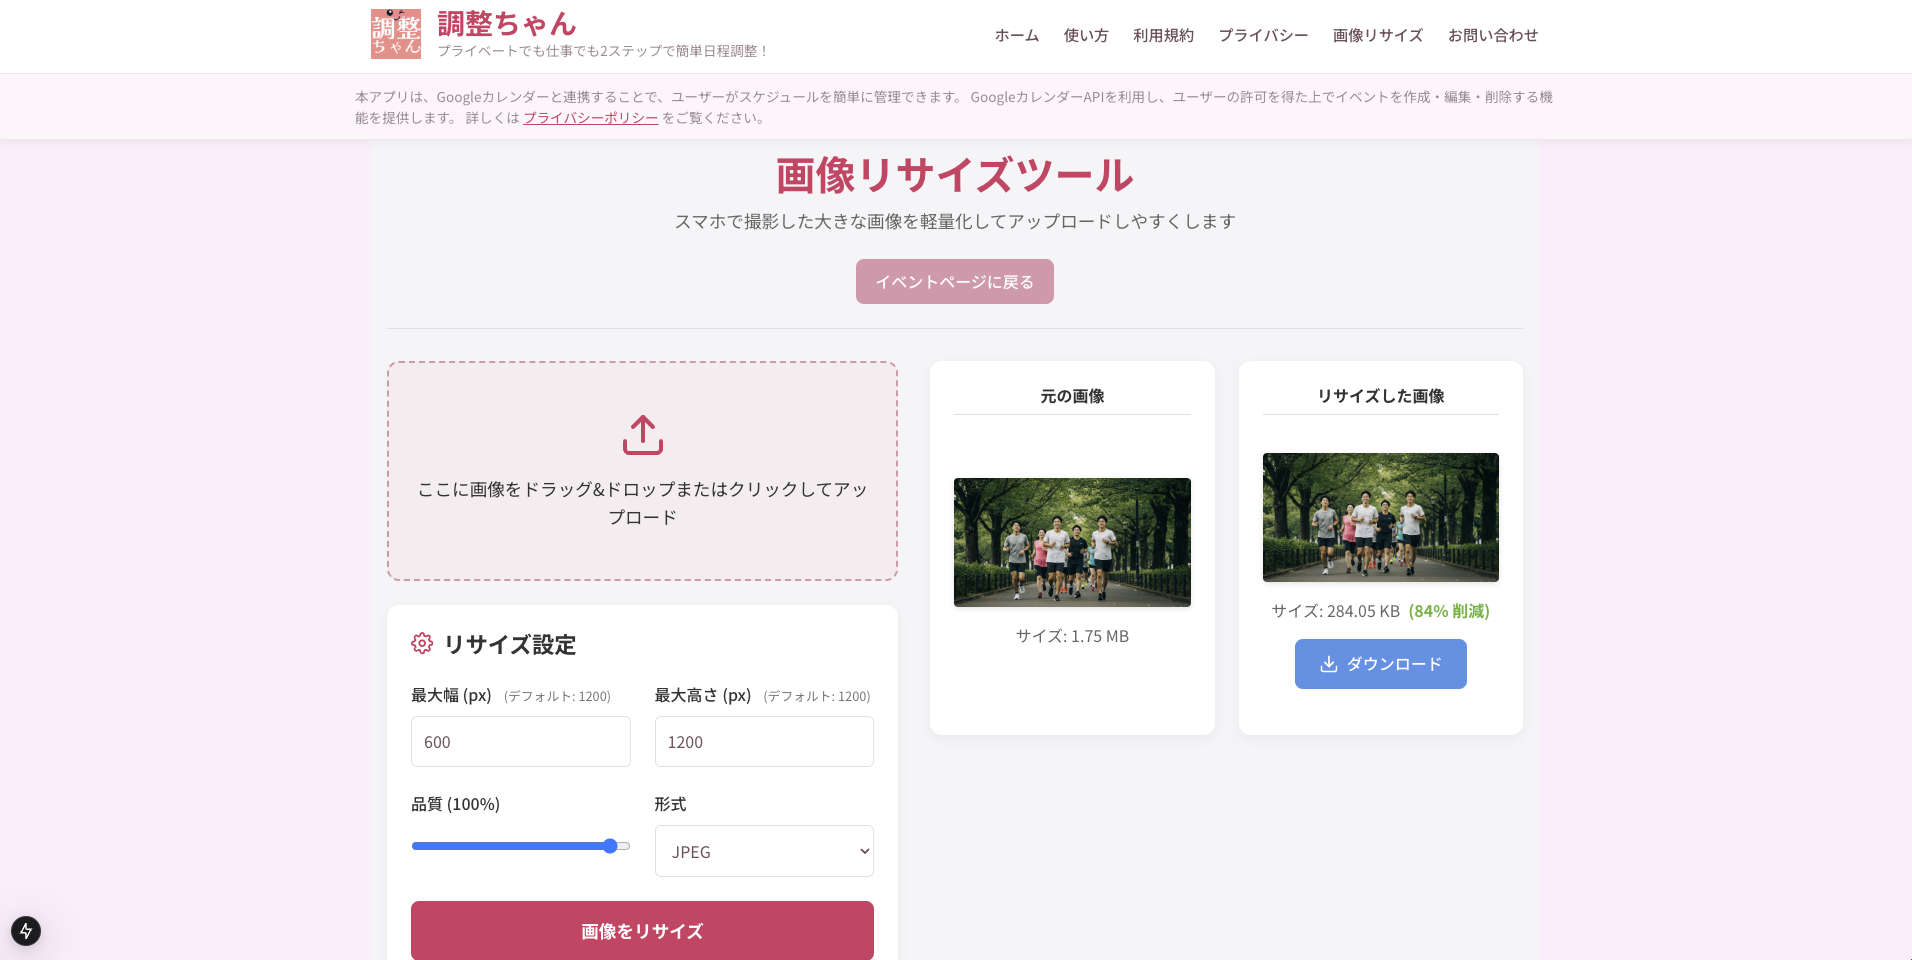 調整
ちゃん
調整ちゃん
プライベートでも仕事でも2ステップで簡単日程調整！
ホーム
使い方
利用規約
プライバシー
画像リサイズ
お問い合わせ
本アプリは、Googleカレンダーと連携することで、ユーザーがスケジュールを簡単に管理できます。 GoogleカレンダーAPIを利用し、ユーザーの許可を得た上でイベントを作成・編集・削除する機
能を提供します。 詳しくは プライバシーポリシー をご覧ください。
画像リサイズツール
スマホで撮影した大きな画像を軽量化してアップロードしやすくします
イベントページに戻る
ここに画像をドラッグ&ドロップまたはクリックしてアッ
プロード
リサイズ設定
最大幅 (px) (デフォルト: 1200)
最大高さ (px) (デフォルト: 1200)
600
1200
品質 (100%)
形式
JPEG
画像をリサイズ
元の画像
サイズ: 1.75 MB
リサイズした画像
サイズ: 284.05 KB (84% 削減)
ダウンロード